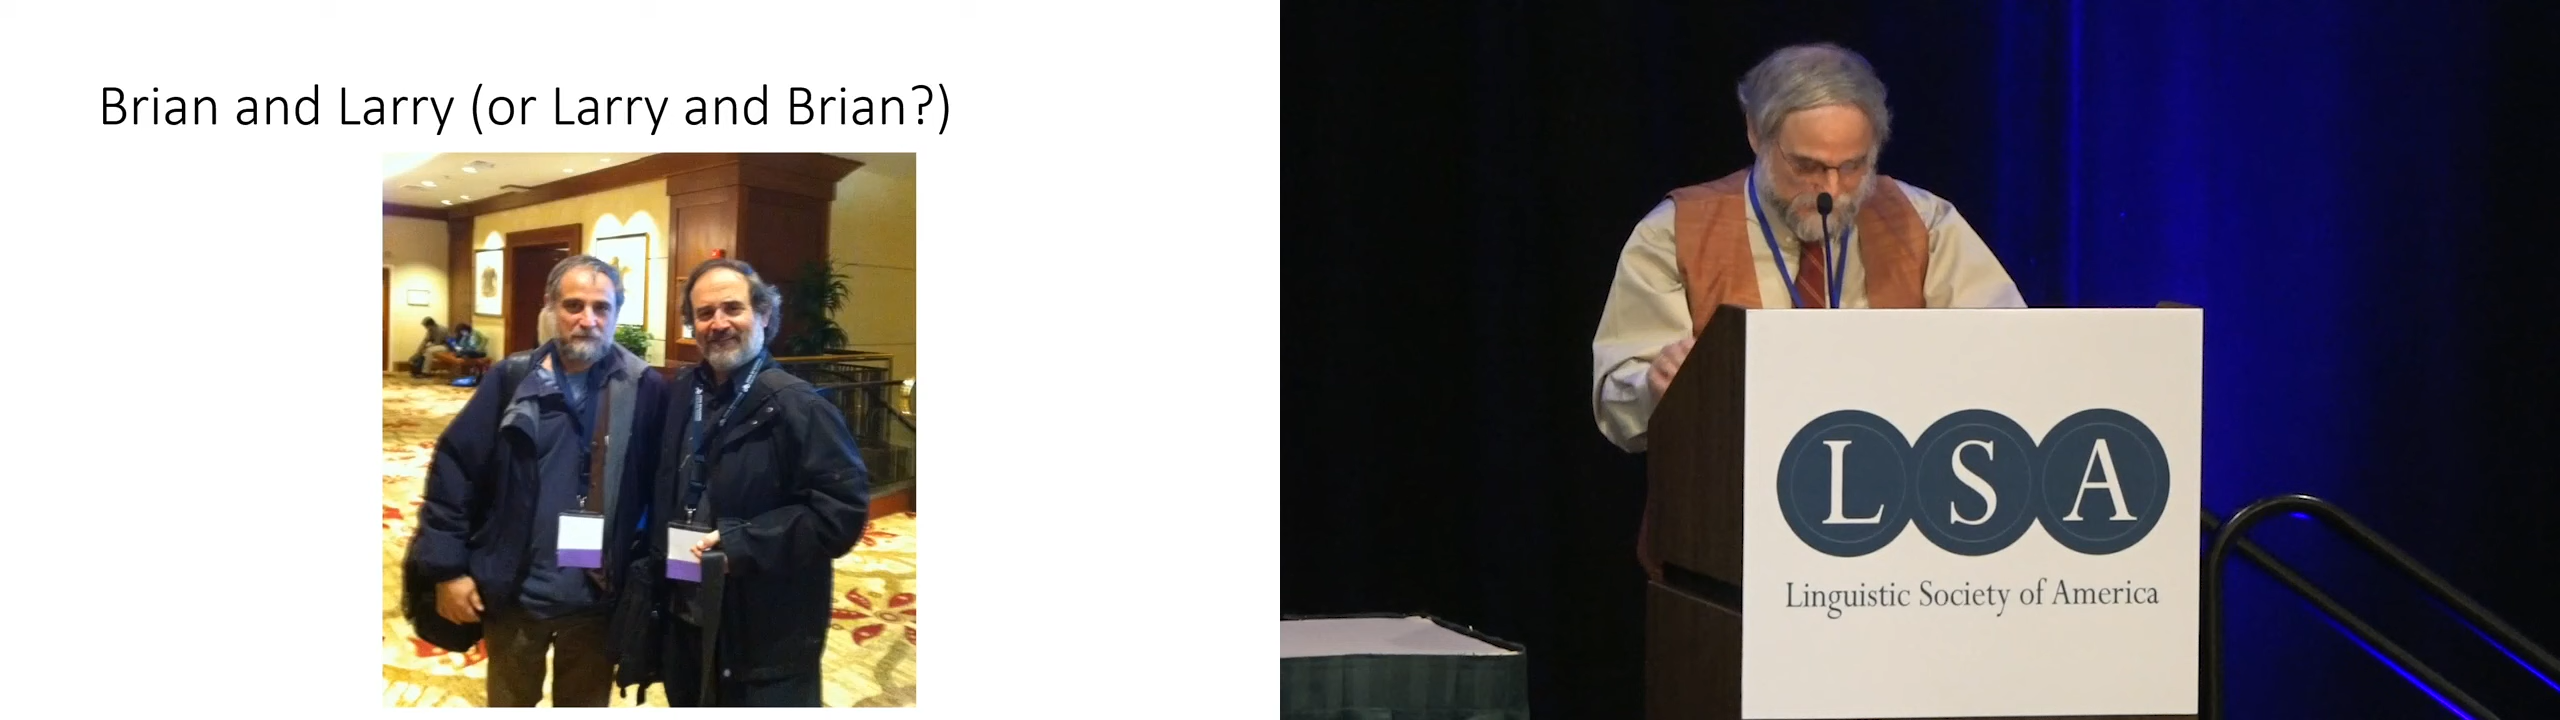 Brian and Larry (or Larry and Brian?)
LSA
Linguistic Society of America